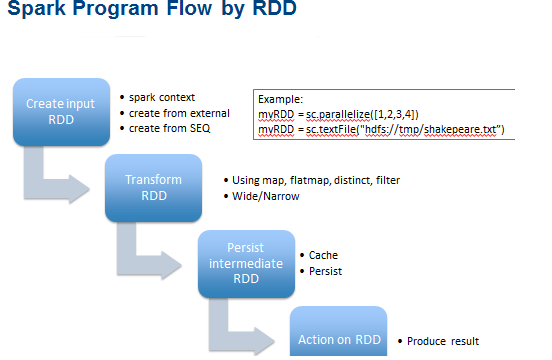 Spark Program Flow by RDD
Create input
RDD
• spark context
• create from external
• create from SEQ
Example:
mvRDD = sc.parallelize([1,2,3,4])
mvRDD = sc.textFile("hdfs://tmp/shakepeare.txt")
Transform
RDD
• Using map, flatmap, distinct, filter
• Wide/Narrow
Persist
intermediate
RDD
• Cache
• Persist
Action on RDD
• Produce result